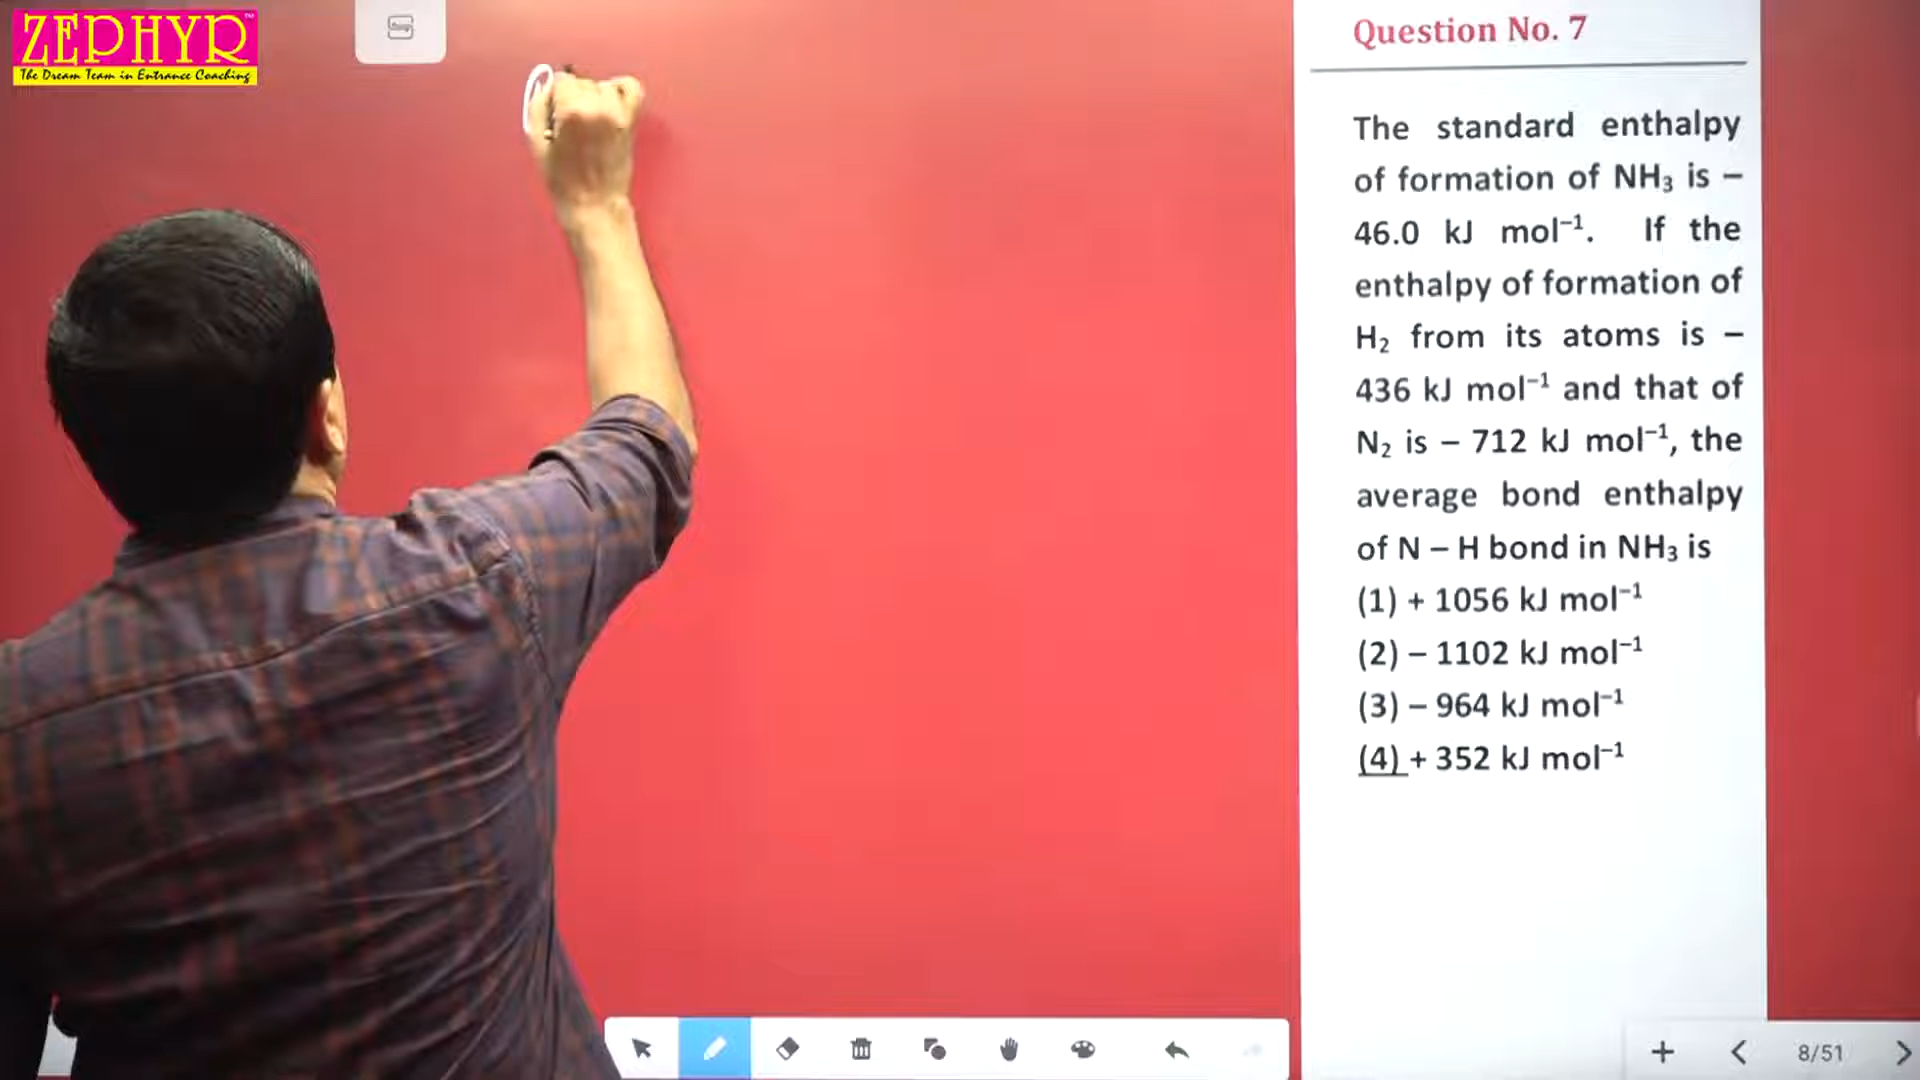 ZEPHYR™
The Dream Team in Entrance Coaching
Question No. 7
The standard enthalpy
of formation of NH₃ is –
46.0 kJ mol⁻¹. If the
enthalpy of formation of
H₂ from its atoms is –
436 kJ mol⁻¹ and that of
N₂ is – 712 kJ mol⁻¹, the
average bond enthalpy
of N – H bond in NH₃ is
(1) + 1056 kJ mol⁻¹
(2) – 1102 kJ mol⁻¹
(3) – 964 kJ mol⁻¹
(4) + 352 kJ mol⁻¹
8/51